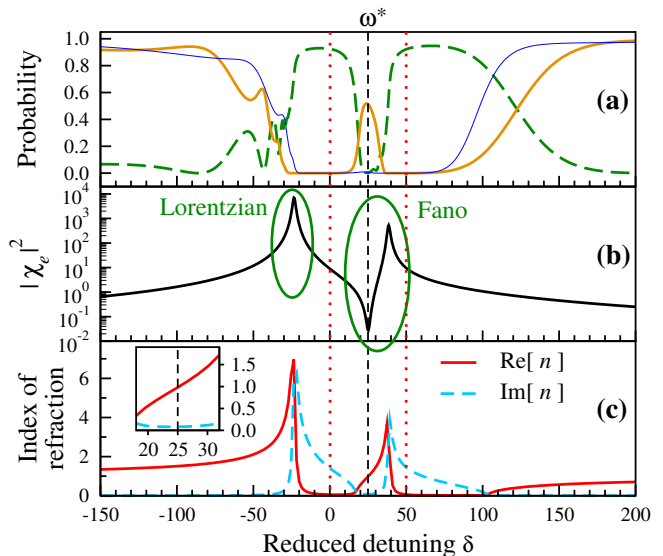 ω*
1.0
0.8
0.6
0.4
0.2
0.0
Probability
(a)
10^4
10^3
10^2
10^1
10^0
10^-1
10^-2
|χ_e|^2
Lorentzian
Fano
(b)
6
4
2
0
Index of
refraction
1.5
1.0
0.5
0.0
20 25 30
Re[ n ]
Im[ n ]
(c)
-150 -100 -50 0 50 100 150 200
Reduced detuning δ